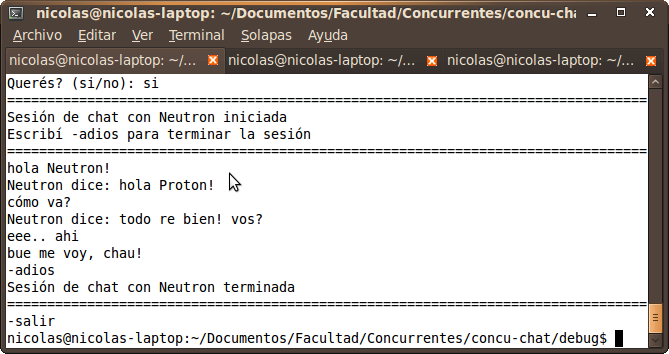 nicolas@nicolas-laptop: ~/Documentos/Facultad/Concurrentes/concu-chat
Archivo Editar Ver Terminal Solapas Ayuda
nicolas@nicolas-laptop: ~/... nicolas@nicolas-laptop: ~/... nicolas@nicolas-laptop: ~/...
Querés? (si/no): si
================================================================================
Sesión de chat con Neutron iniciada
Escribí -adios para terminar la sesión
================================================================================
hola Neutron!
Neutron dice: hola Proton!
cómo va?
Neutron dice: todo re bien! vos?
eee.. ahi
bue me voy, chau!
-adios
Sesión de chat con Neutron terminada
================================================================================
-salir
nicolas@nicolas-laptop:~/Documentos/Facultad/Concurrentes/concu-chat/debug$